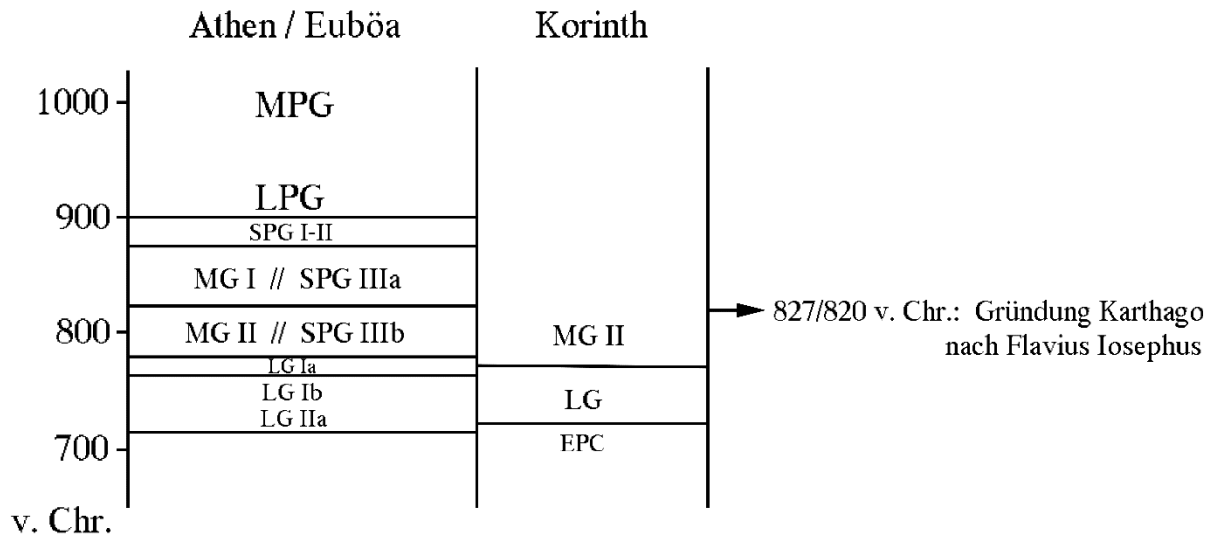 Athen / Euböa
Korinth
1000
MPG
LPG
900
SPG I-II
MG I // SPG IIIa
827/820 v. Chr.: Gründung Karthago
nach Flavius Iosephus
800
MG II // SPG IIIb
MG II
LG Ia
LG Ib
LG
LG IIa
EPC
700
v. Chr.